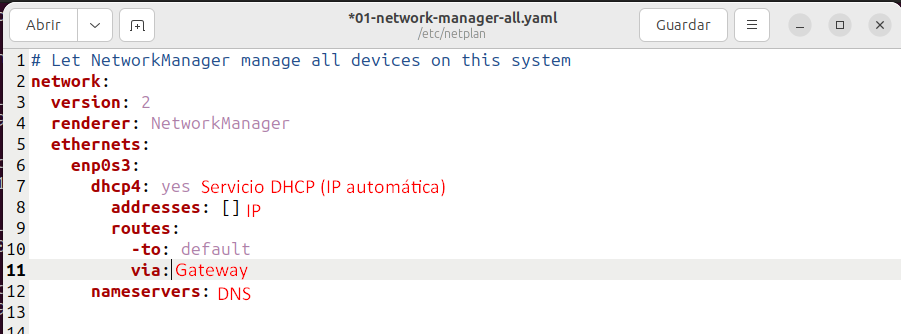 Abrir
*01-network-manager-all.yaml
/etc/netplan
Guardar
1 # Let NetworkManager manage all devices on this system
2 network:
3   version: 2
4   renderer: NetworkManager
5   ethernets:
6     enp0s3:
7       dhcp4: yes Servicio DHCP (IP automática)
8         addresses: [] IP
9         routes:
10           -to: default
11           via: Gateway
12       nameservers: DNS
13
14